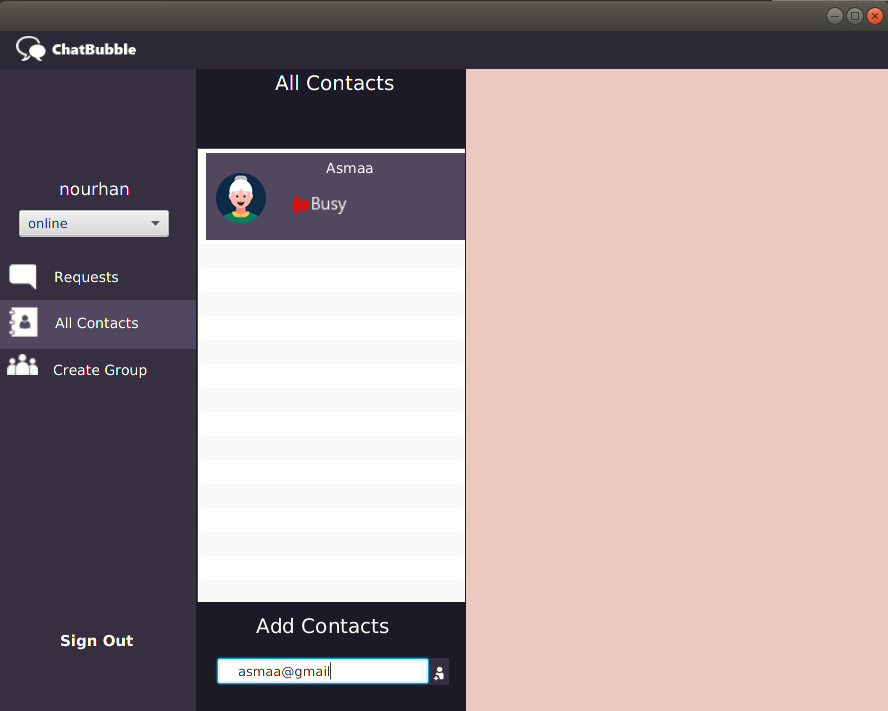 ChatBubble
nourhan
online
Requests
All Contacts
Create Group
Sign Out
All Contacts
Asmaa
Busy
Add Contacts
asmaa@gmail